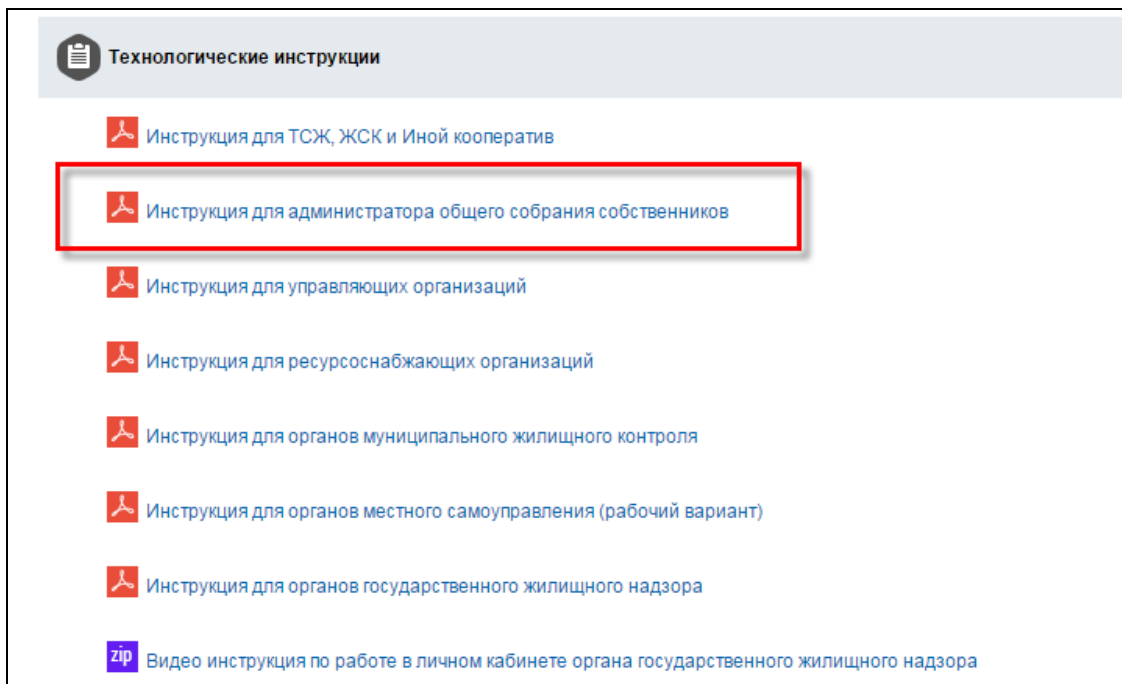 Технологические инструкции
Инструкция для ТСЖ, ЖСК и Иной кооператив
Инструкция для администратора общего собрания собственников
Инструкция для управляющих организаций
Инструкция для ресурсоснабжающих организаций
Инструкция для органов муниципального жилищного контроля
Инструкция для органов местного самоуправления (рабочий вариант)
Инструкция для органов государственного жилищного надзора
zip Видео инструкция по работе в личном кабинете органа государственного жилищного надзора